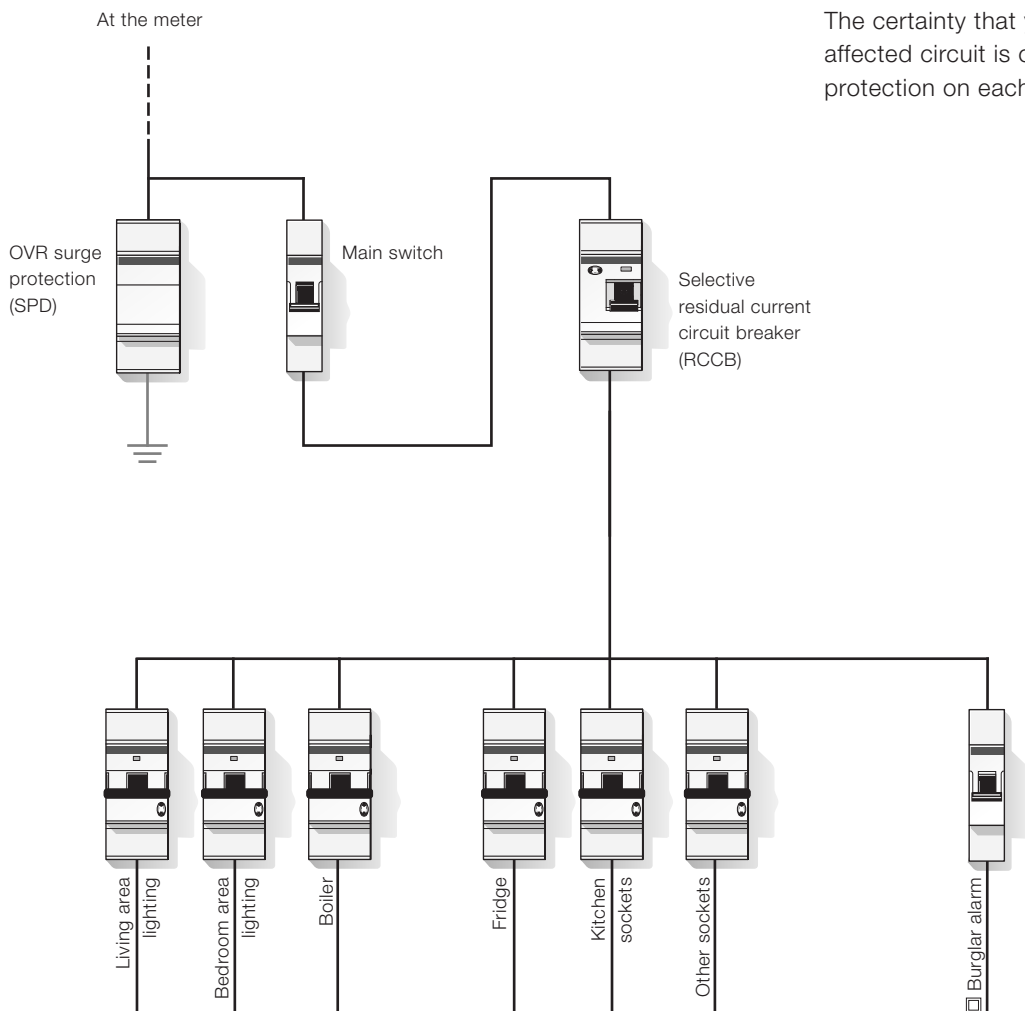 At the meter
The certainty that
affected circuit is
protection on each
OVR surge
protection
(SPD)
Main switch
Selective
residual current
circuit breaker
(RCCB)
Living area
lighting
Bedroom area
lighting
Boiler
Fridge
Kitchen
sockets
Other sockets
Burglar alarm